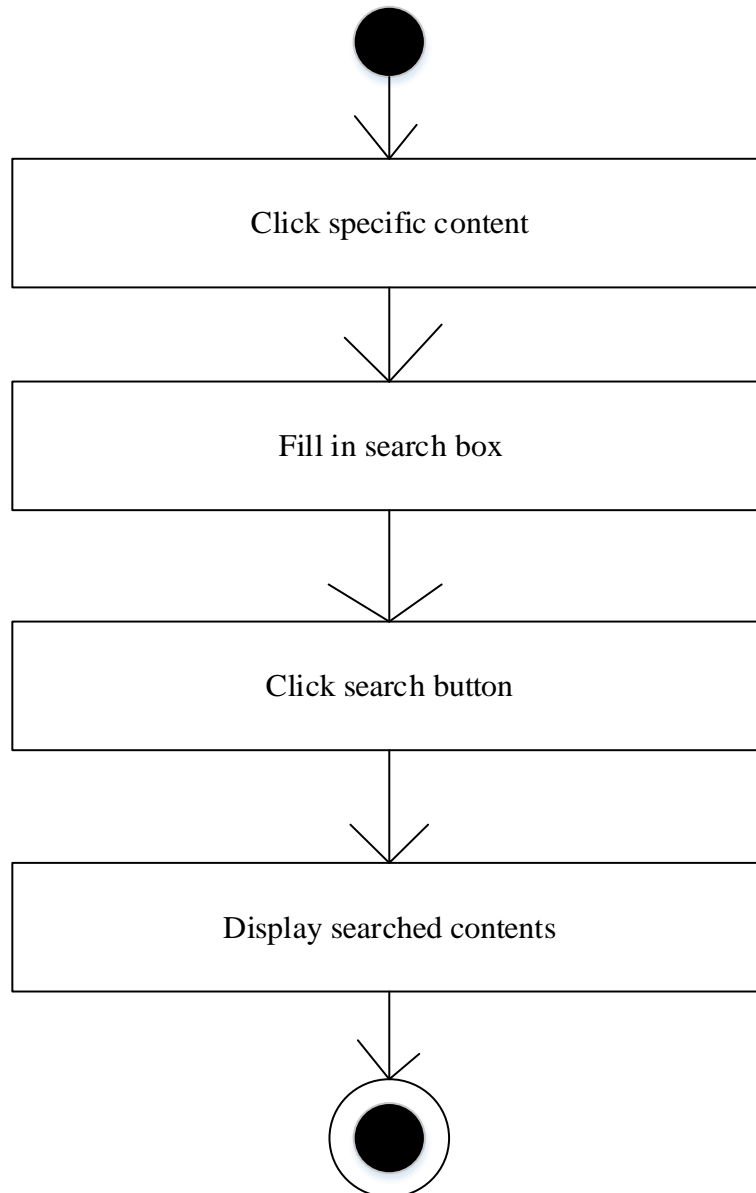 Click specific content
Fill in search box
Click search button
Display searched contents